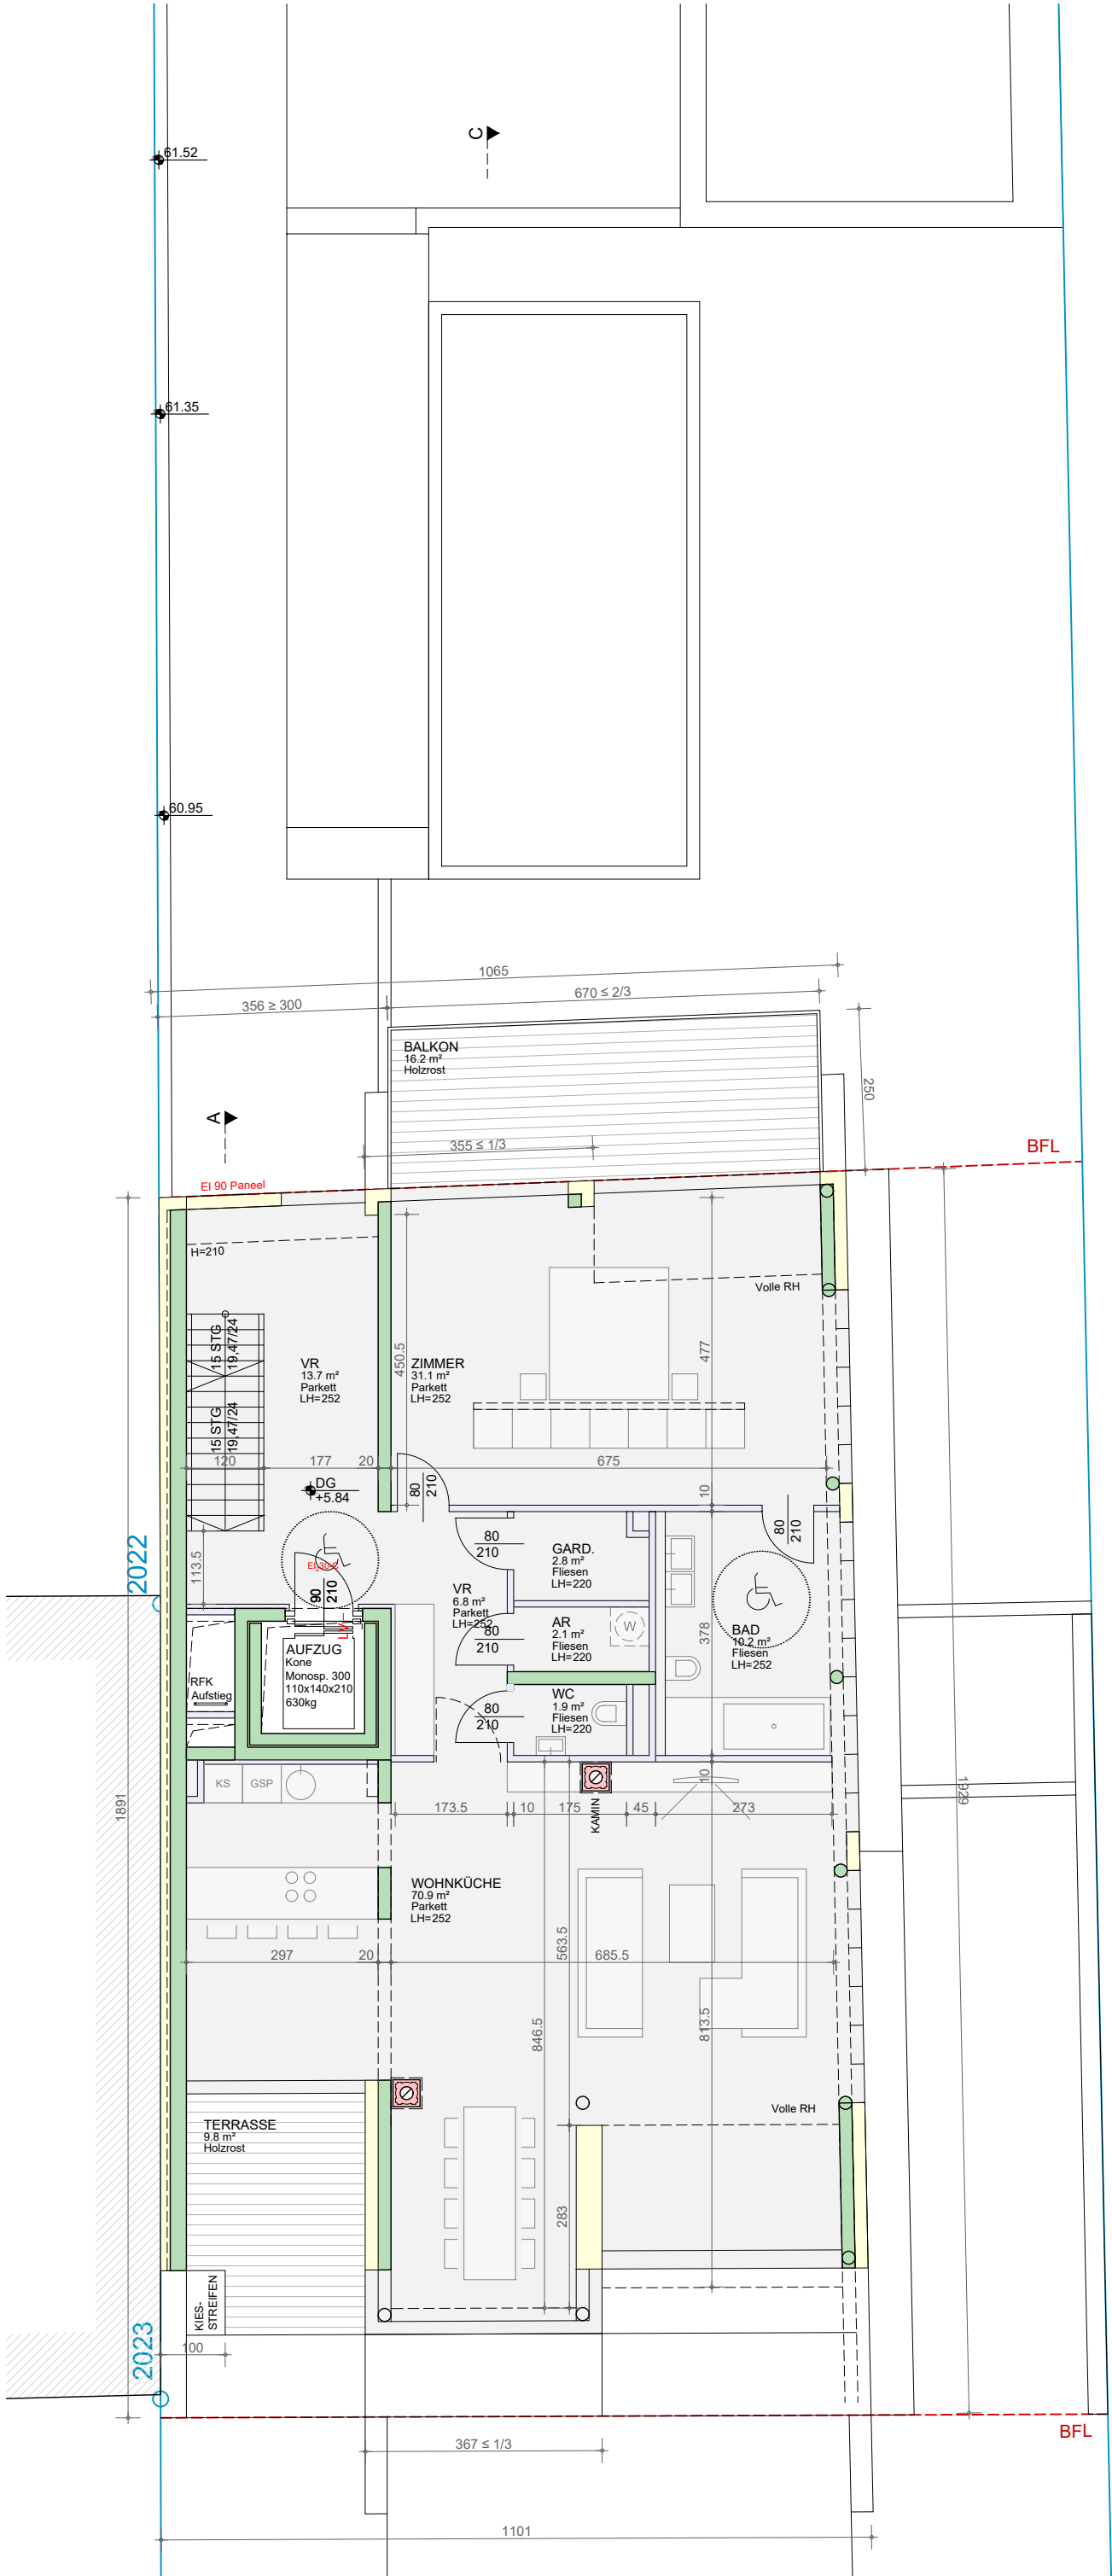 C
61.52
61.35
60.95
1065
356 ≥ 300
670 ≤ 2/3
BALKON
16.2 m²
Holzrost
250
A
355 ≤ 1/3
BFL
EI 90 Paneel
H=210
Volle RH
15 STG
19,47/24
15 STG
19,47/24
VR
13.7 m²
Parkett
LH=252
450.5
ZIMMER
31.1 m²
Parkett
LH=252
477
120
177
20
675
DG
+5.84
80
210
10
80
210
2022
113.5
EI₂30-C
90
210
80
210
GARD.
2.8 m²
Fliesen
LH=220
VR
6.8 m²
Parkett
LH=252
80
210
AR
2.1 m²
Fliesen
LH=220
W
378
BAD
10.2 m²
Fliesen
LH=252
AUFZUG
Kone
Monosp. 300
110x140x210
630kg
RFK
Aufstieg
80
210
WC
1.9 m²
Fliesen
LH=220
KS
GSP
10
KAMIN
173.5
10
175
45
273
1891
1929
WOHNKÜCHE
70.9 m²
Parkett
LH=252
297
20
563.5
685.5
846.5
813.5
TERRASSE
9.8 m²
Holzrost
Volle RH
283
KIES-
STREIFEN
2023
100
BFL
367 ≤ 1/3
1101